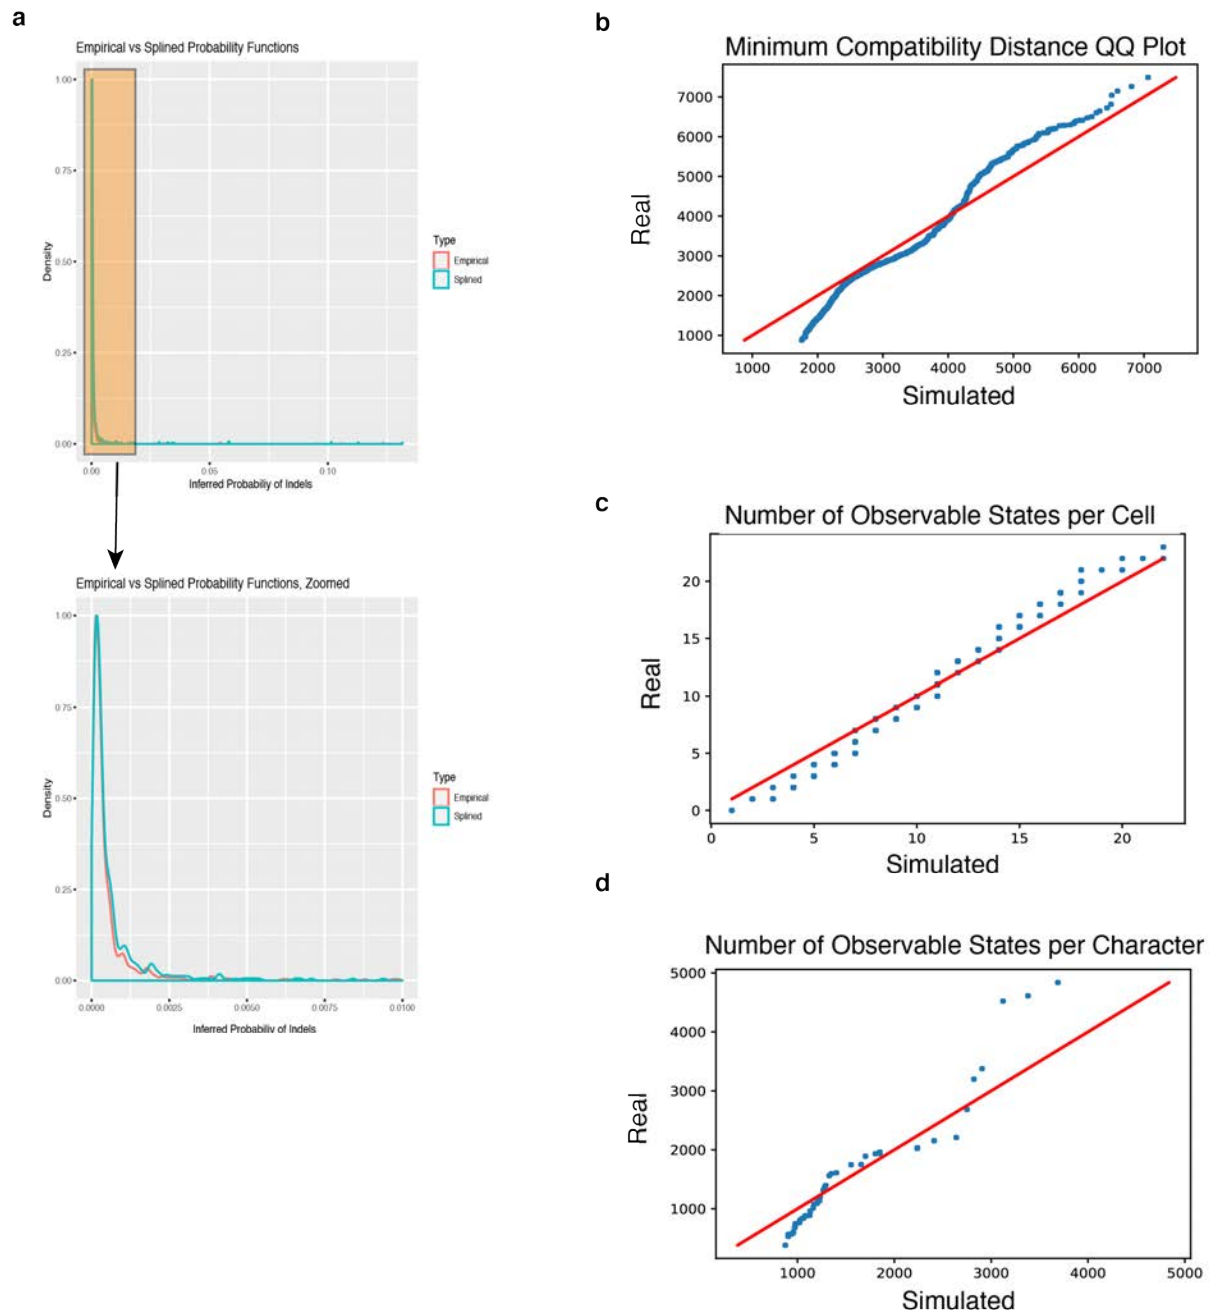 a
Empirical vs Splined Probability Functions
1.00
0.75
0.50
0.25
0.00
Density
0.00
0.05
0.10
Inferred Probabiliy of Indels
Type
Empirical
Splined
Empirical vs Splined Probability Functions, Zoomed
1.00
0.75
0.50
0.25
0.00
Density
0.0000
0.0025
0.0050
0.0075
0.0100
Inferred Probabiliy of Indels
Type
Empirical
Splined
b
Minimum Compatibility Distance QQ Plot
7000
6000
5000
4000
3000
2000
1000
Real
1000
2000
3000
4000
5000
6000
7000
Simulated
c
Number of Observable States per Cell
20
15
10
5
0
Real
0
5
10
15
20
Simulated
d
Number of Observable States per Character
5000
4000
3000
2000
1000
Real
1000
2000
3000
4000
5000
Simulated